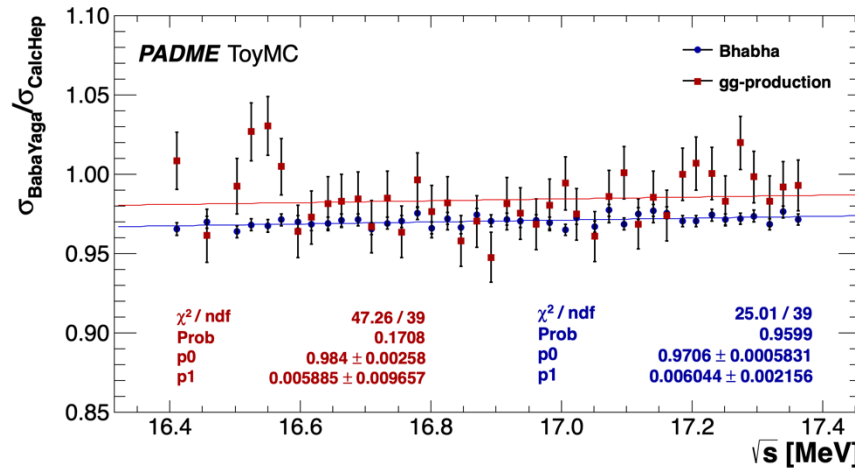 PADME ToyMC
Bhabha
gg-production
σBabaYaga/σCalcHep
1.10
1.05
1.00
0.95
0.90
0.85
χ² / ndf 47.26 / 39
Prob 0.1708
p0 0.984 ± 0.00258
p1 0.005885 ± 0.009657
χ² / ndf 25.01 / 39
Prob 0.9599
p0 0.9706 ± 0.0005831
p1 0.006044 ± 0.002156
16.4 16.6 16.8 17.0 17.2 17.4
√s [MeV]